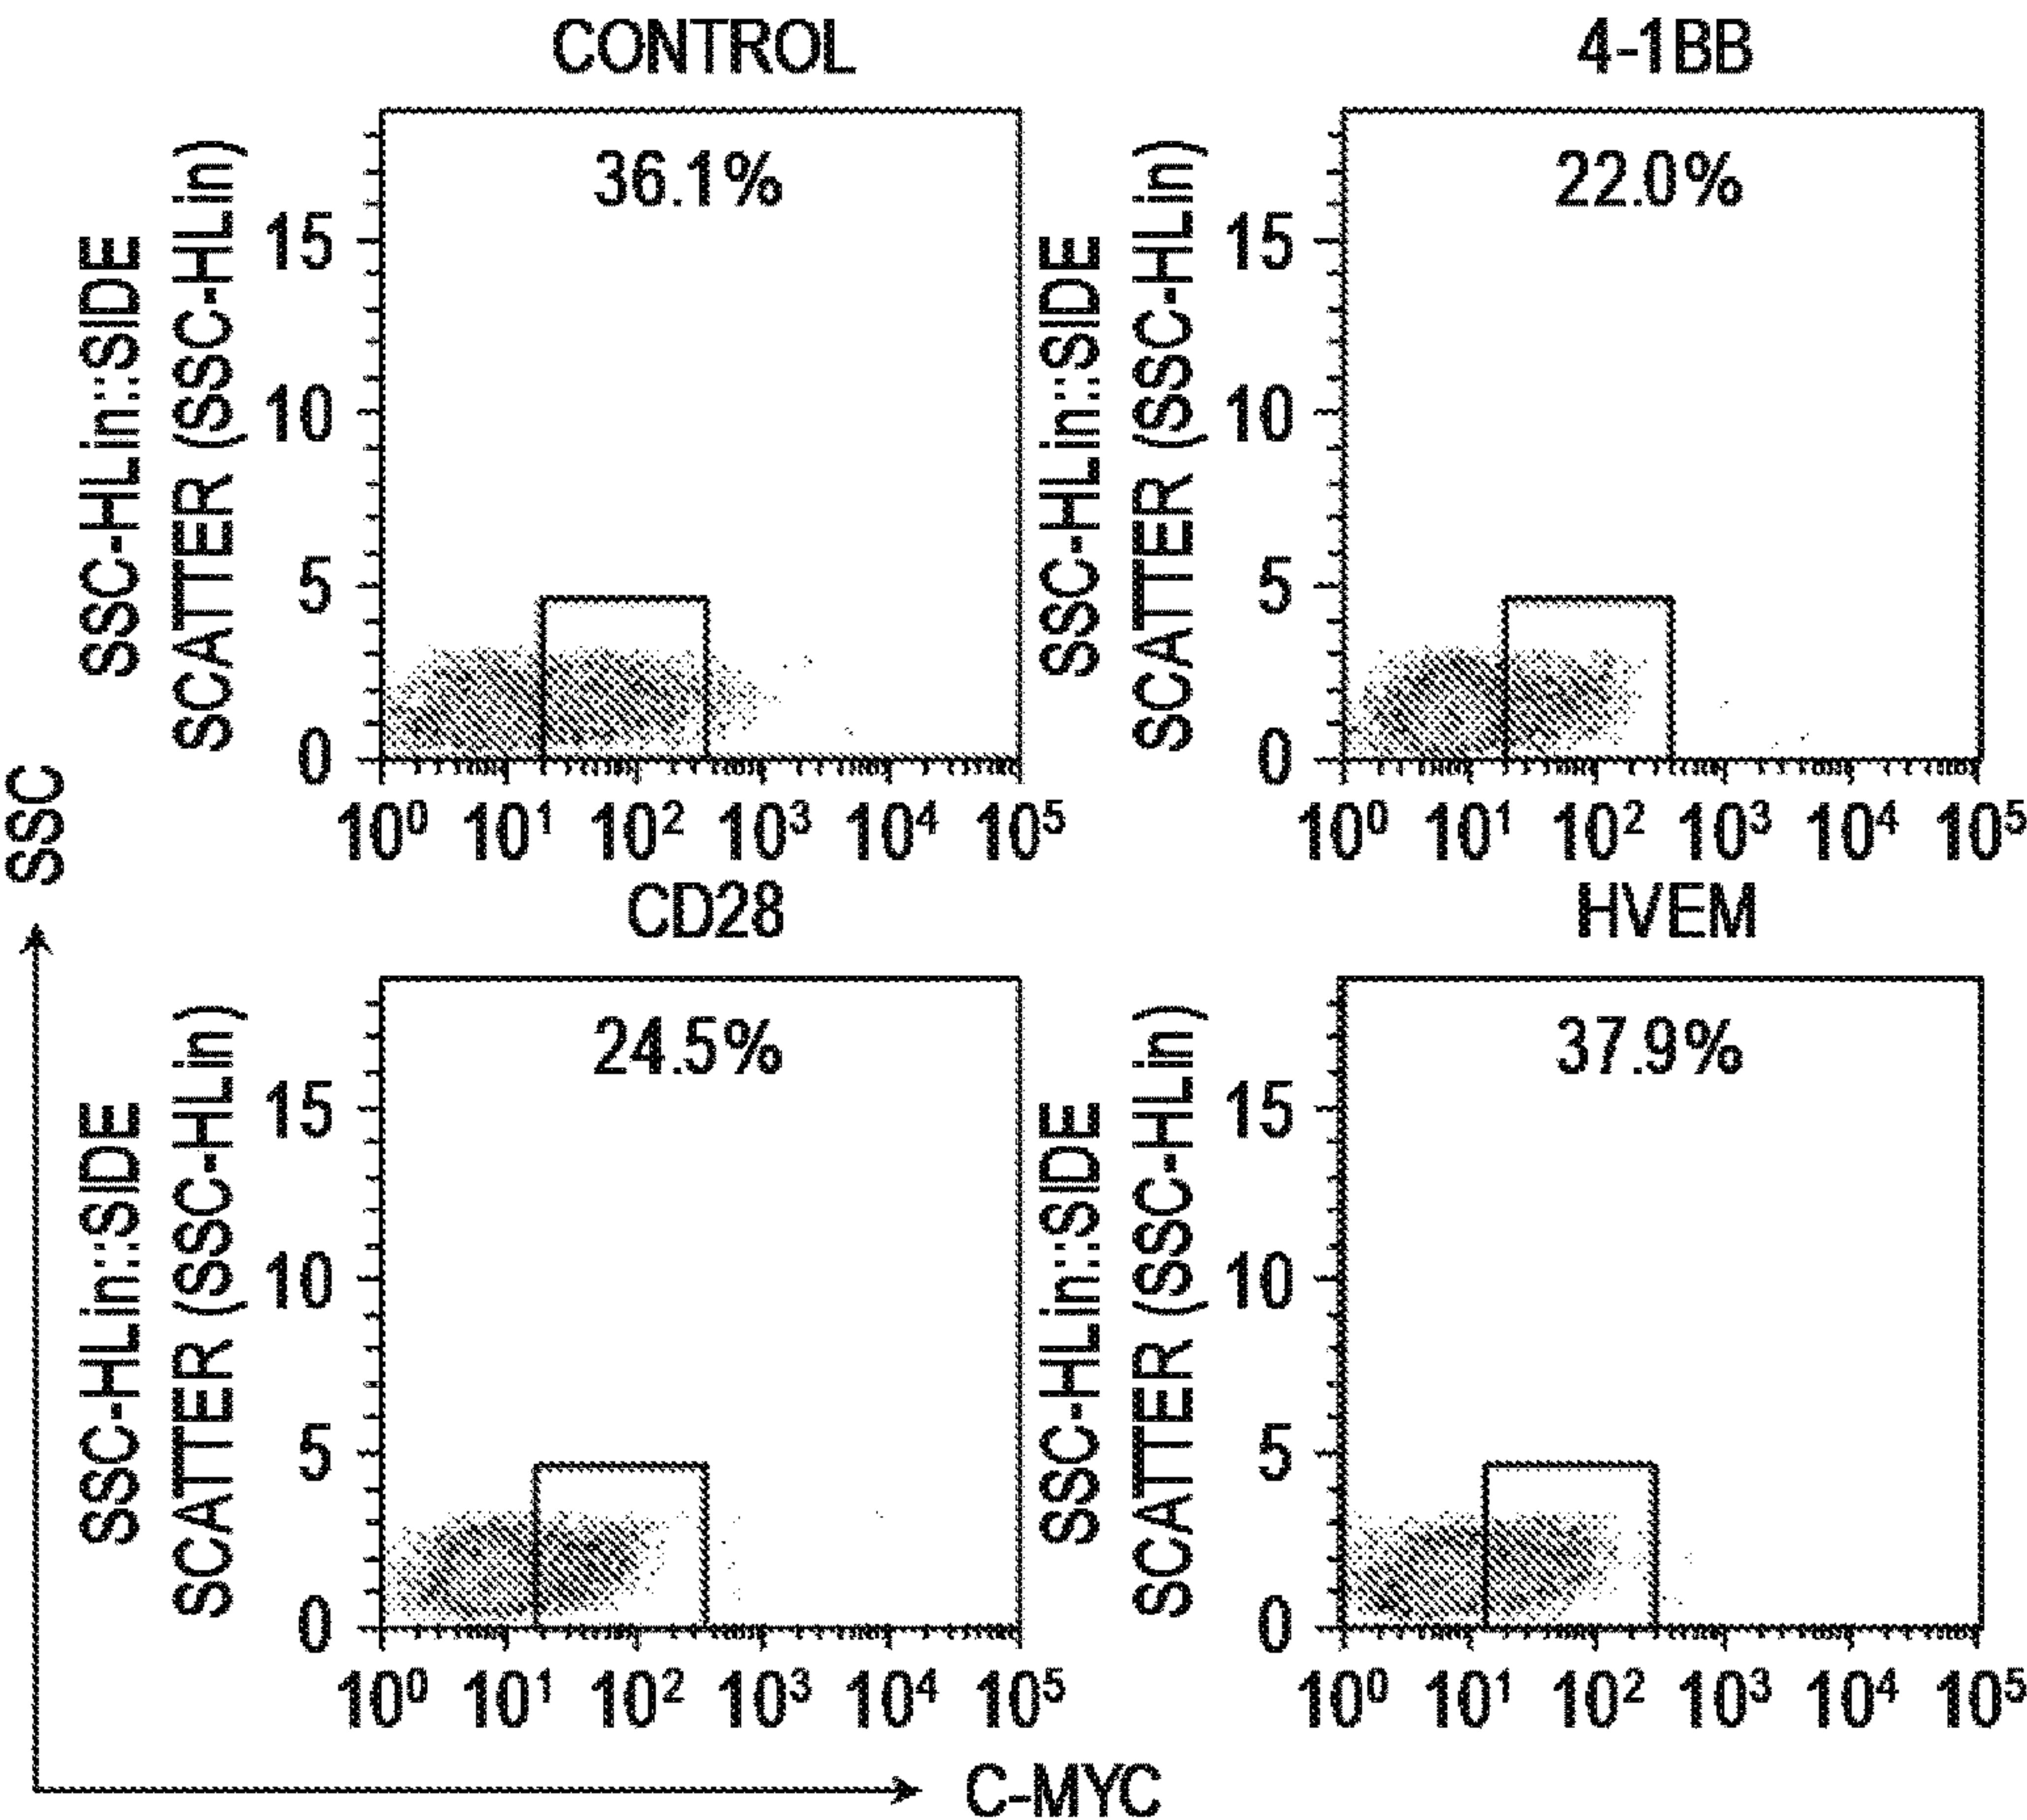 CONTROL
36.1%
SSC-HLin::SIDE
SCATTER (SSC-HLin)
15
10
5
0
10⁰ 10¹ 10² 10³ 10⁴ 10⁵
4-1BB
22.0%
SSC-HLin::SIDE
SCATTER (SSC-HLin)
15
10
5
0
10⁰ 10¹ 10² 10³ 10⁴ 10⁵
SSC
CD28
24.5%
SSC-HLin::SIDE
SCATTER (SSC-HLin)
15
10
5
0
10⁰ 10¹ 10² 10³ 10⁴ 10⁵
HVEM
37.9%
SSC-HLin::SIDE
SCATTER (SSC-HLin)
15
10
5
0
10⁰ 10¹ 10² 10³ 10⁴ 10⁵
C-MYC